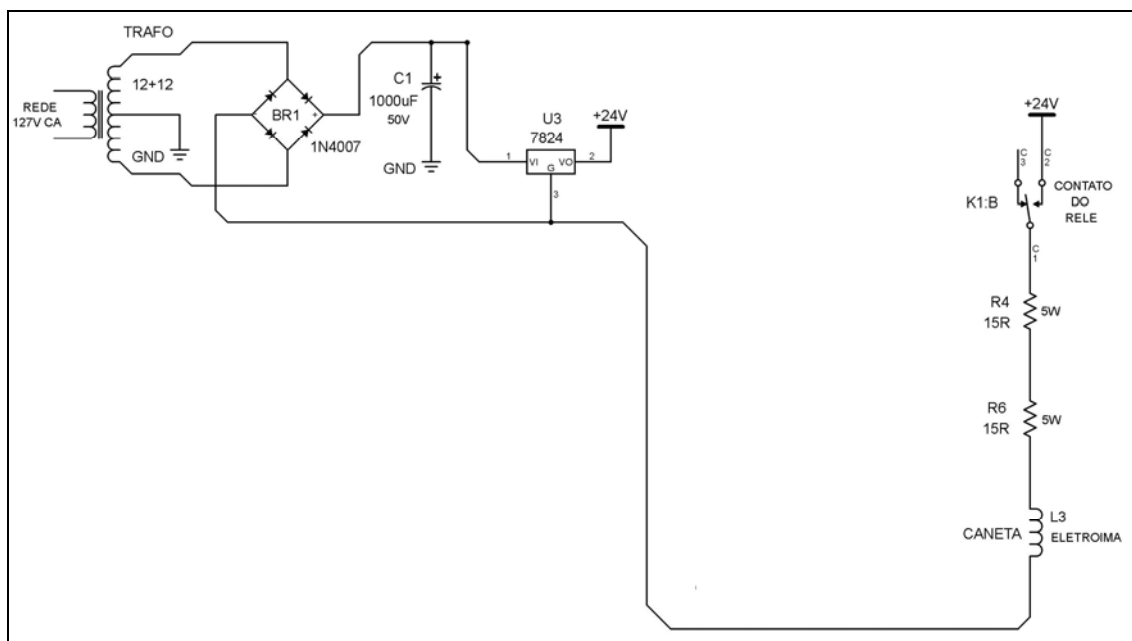 TRAFO
12+12
REDE
127V CA
GND
BR1
1N4007
C1
1000uF
50V
GND
U3
7824
+24V
1
VI
VO
2
G
3
+24V
C
3
C
2
K1:B
CONTATO
DO
RELE
C
1
R4
15R
5W
R6
15R
5W
CANETA
L3
ELETROIMA